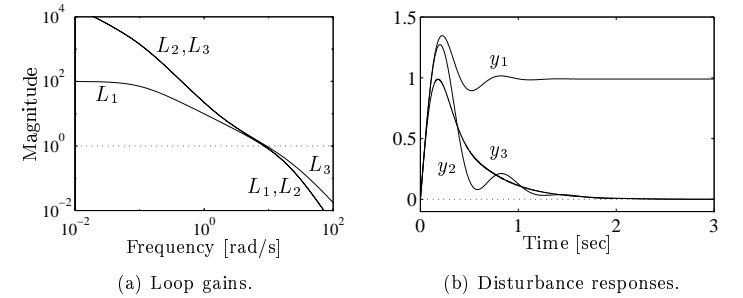 10^4
10^2
10^0
10^-2
Magnitude
L_2,L_3
L_1
L_3
L_1,L_2
10^-2
10^0
10^2
Frequency [rad/s]
(a) Loop gains.
1.5
1
0.5
0
y_1
y_2
y_3
0
1
2
3
Time [sec]
(b) Disturbance responses.